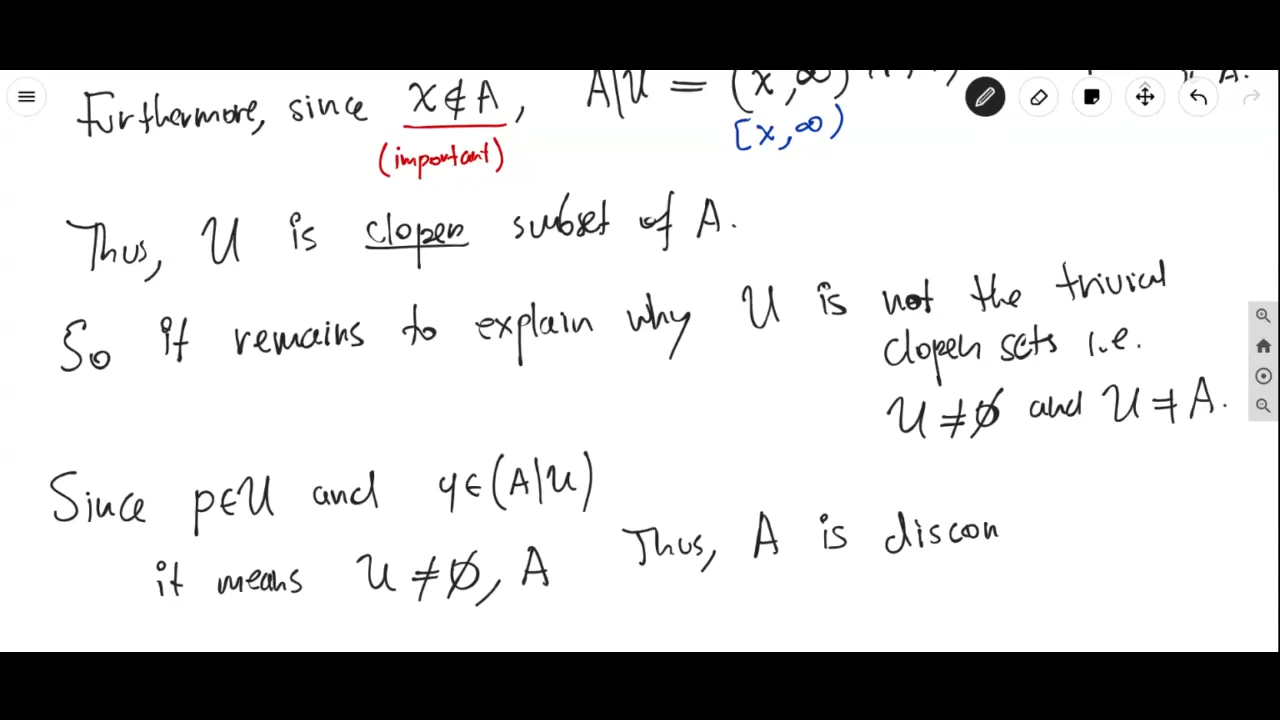 Furthermore, since x∉A, A|U = (x,∞)
(important) [x,∞)
Thus, U is clopen subset of A.
So it remains to explain why U is not the trivial
clopen sets i.e.
U≠∅ and U≠A.
Since p∈U and q∈(A|U)
it means U≠∅, A Thus, A is discon